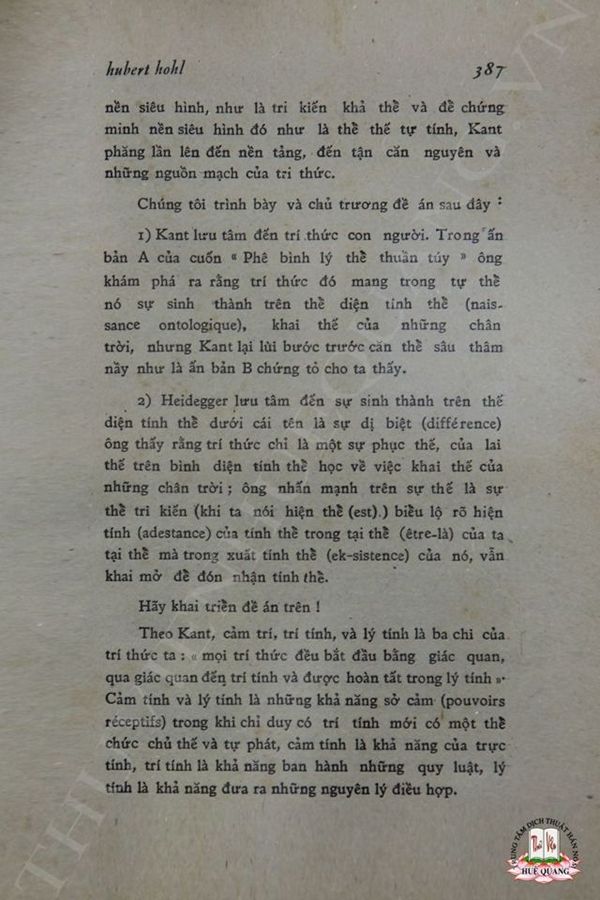 hubert hohl 387
nền siêu hình, như là tri kiến khả thể và để chứng
minh nền siêu hình đó như là thể thế tự tính, Kant
phăng lần lên đến nền tảng, đến tận căn nguyên và
những nguồn mạch của tri thức.
Chúng tôi trình bày và chủ trương đề án sau đây :
1) Kant lưu tâm đến trí thức con người. Trong ấn
bản A của cuốn « Phê bình lý thể thuần túy » ông
khám phá ra rằng trí thức đó mang trong tự thể
nó sự sinh thành trên thể diện tính thể (nais-
sance ontologique), khai thể của những chân
trời, nhưng Kant lại lùi bước trước căn thể sâu thâm
nầy như là ấn bản B chứng tỏ cho ta thấy.
2) Heidegger lưu tâm đến sự sinh thành trên thể
diện tính thể dưới cái tên là sự dị biệt (différence)
ông thấy rằng trí thức chỉ là một sự phục thể, của lai
thể trên bình diện tính thể học về việc khai thể của
những chân trời ; ông nhấn mạnh trên sự thể là sự
thể tri kiến (khi ta nói hiện thể (est).) biểu lộ rõ hiện
tính (adestance) của tính thể trong tại thể (être-là) của ta
tại thể mà trong xuất tính thể (ek-sistence) của nó, vẫn
khai mở để đón nhận tính thể.
Hãy khai triển đề án trên !
Theo Kant, cảm trí, trí tính, và lý tính là ba chi của
trí thức ta : « mọi trí thức đều bắt đầu bằng giác quan,
qua giác quan đến trí tính và được hoàn tất trong lý tính ».
Cảm tính và lý tính là những khả năng sở cảm (pouvoirs
réceptifs) trong khi chỉ duy có trí tính mới có một thể
chức chủ thể và tự phát, cảm tính là khả năng của trực
tính, trí tính là khả năng ban hành những quy luật, lý
tính là khả năng đưa ra những nguyên lý điều hợp.
TRUNG TÂM DỊCH THUẬT HÁN NÔM
HUỆ QUANG